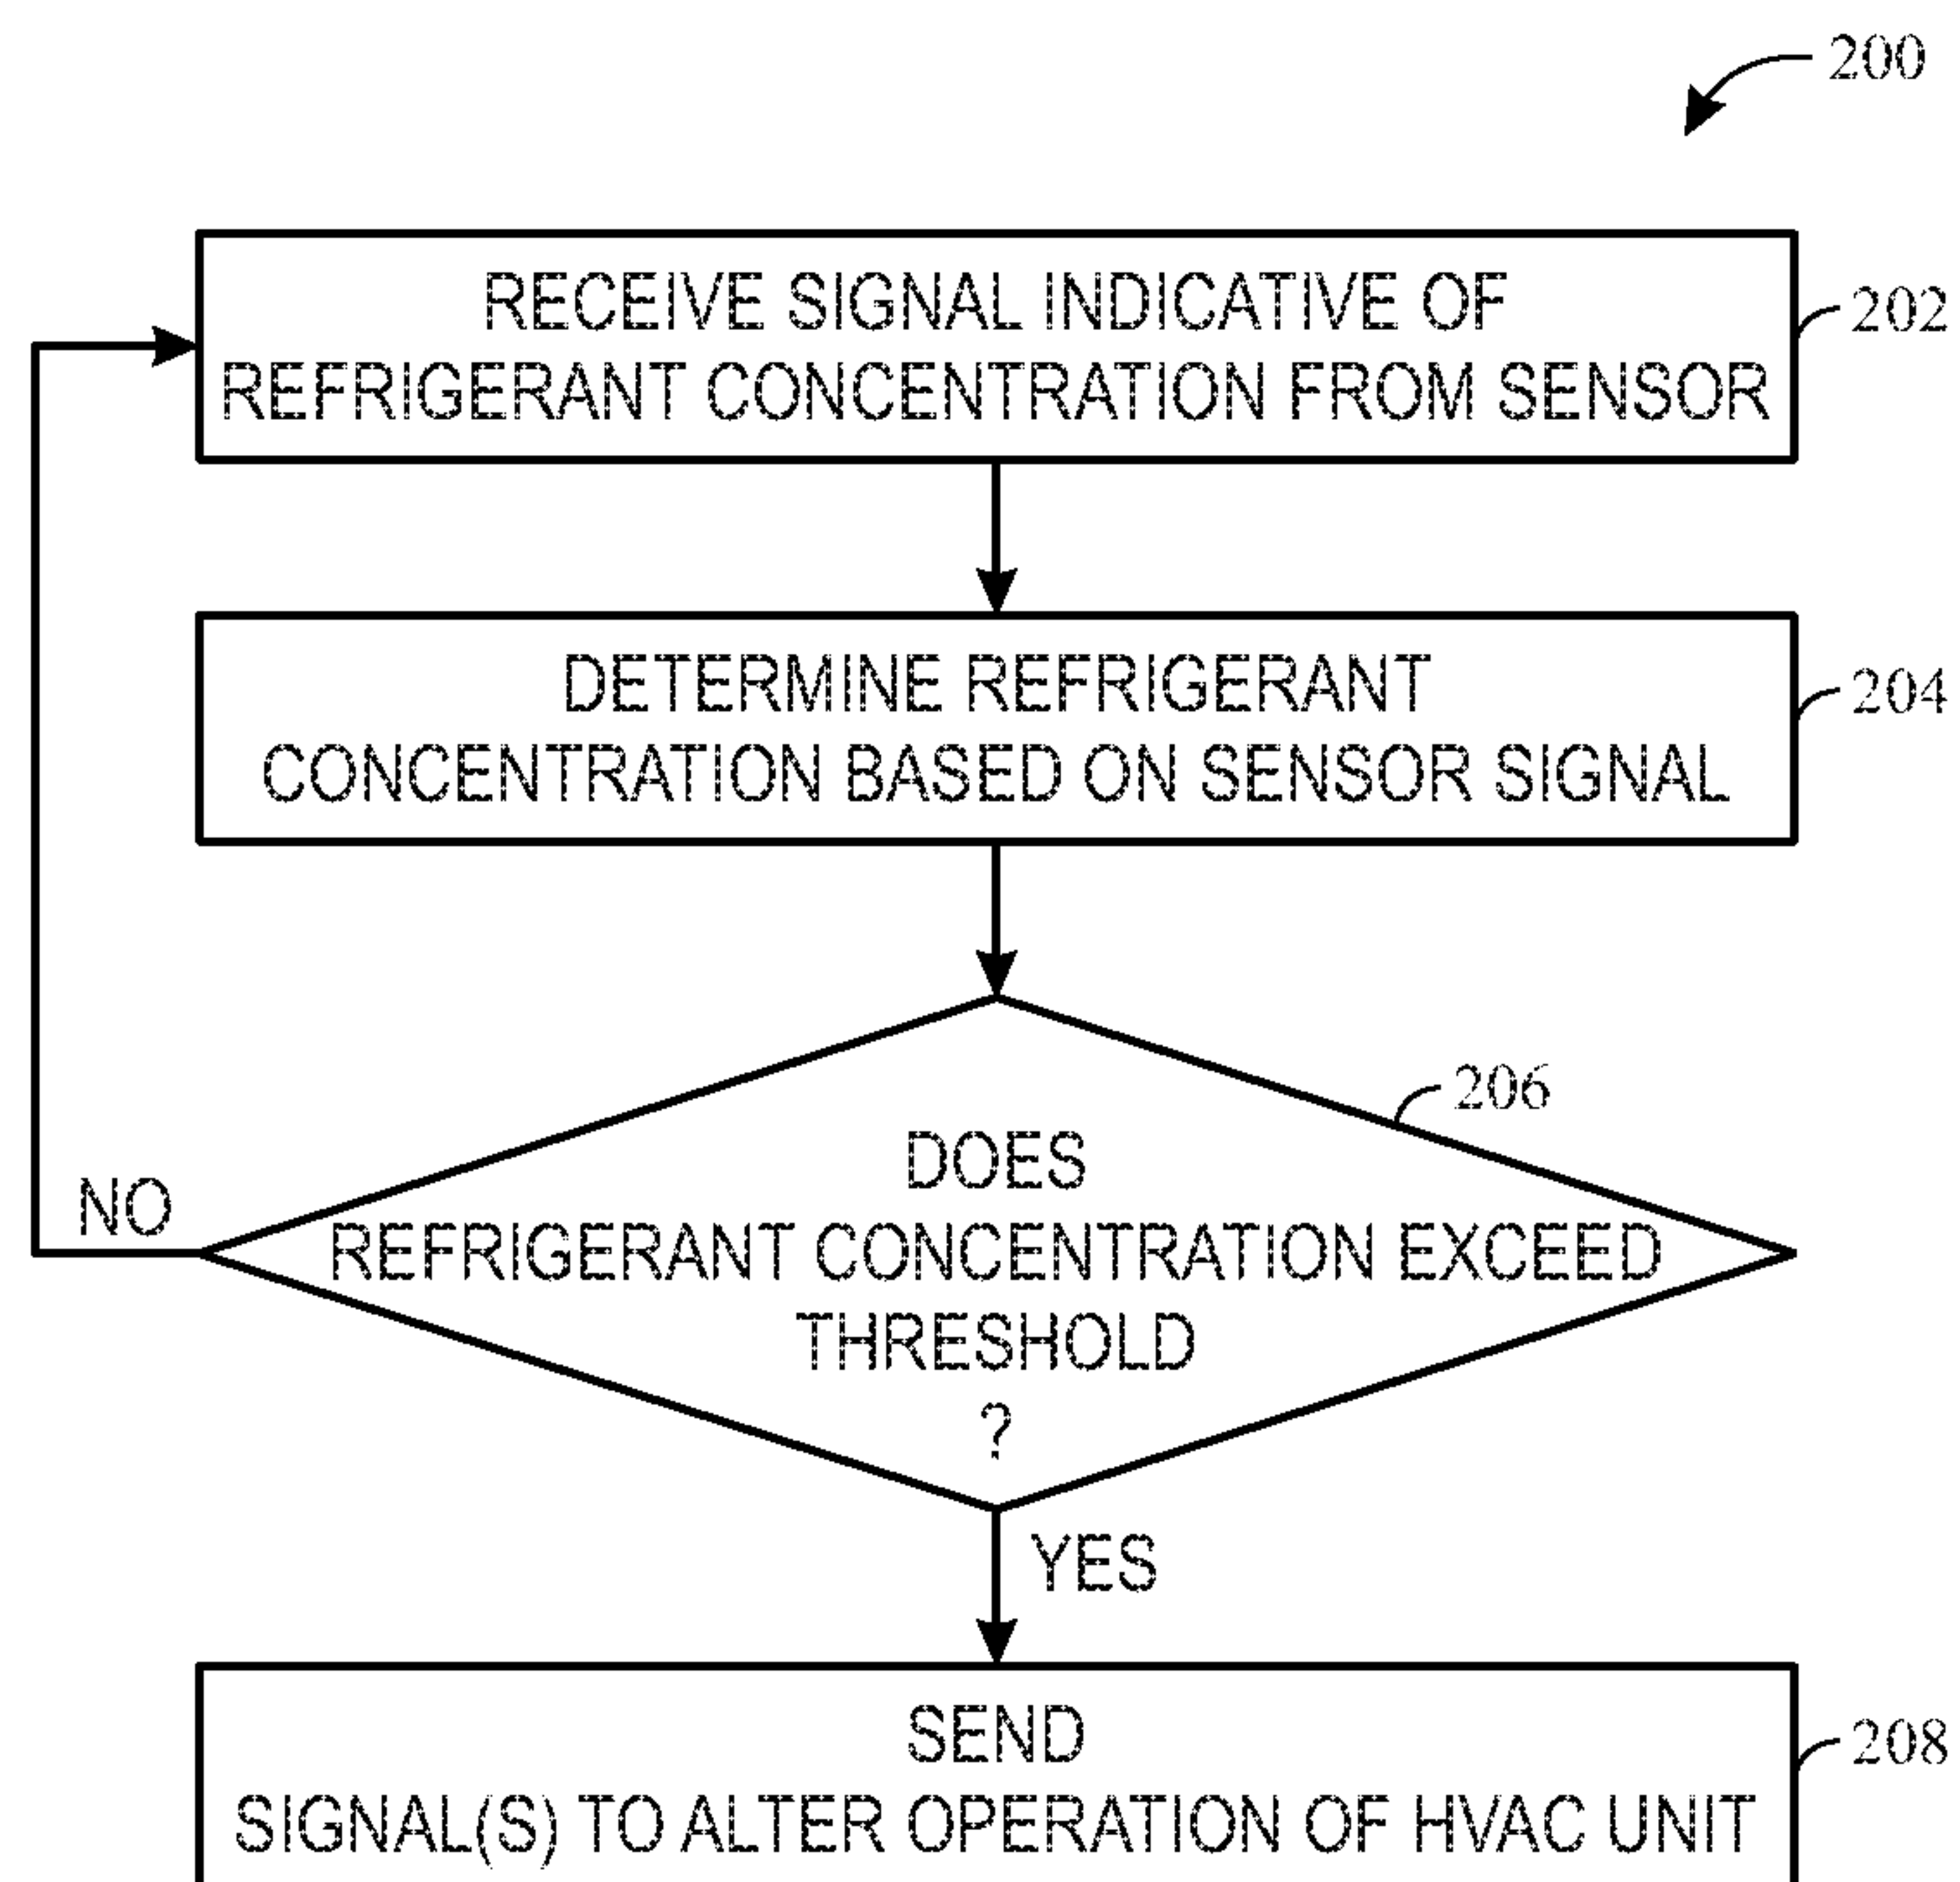 200
RECEIVE SIGNAL INDICATIVE OF
REFRIGERANT CONCENTRATION FROM SENSOR
202
DETERMINE REFRIGERANT
CONCENTRATION BASED ON SENSOR SIGNAL
204
206
DOES
REFRIGERANT CONCENTRATION EXCEED
THRESHOLD
?
NO
YES
SEND
SIGNAL(S) TO ALTER OPERATION OF HVAC UNIT
208